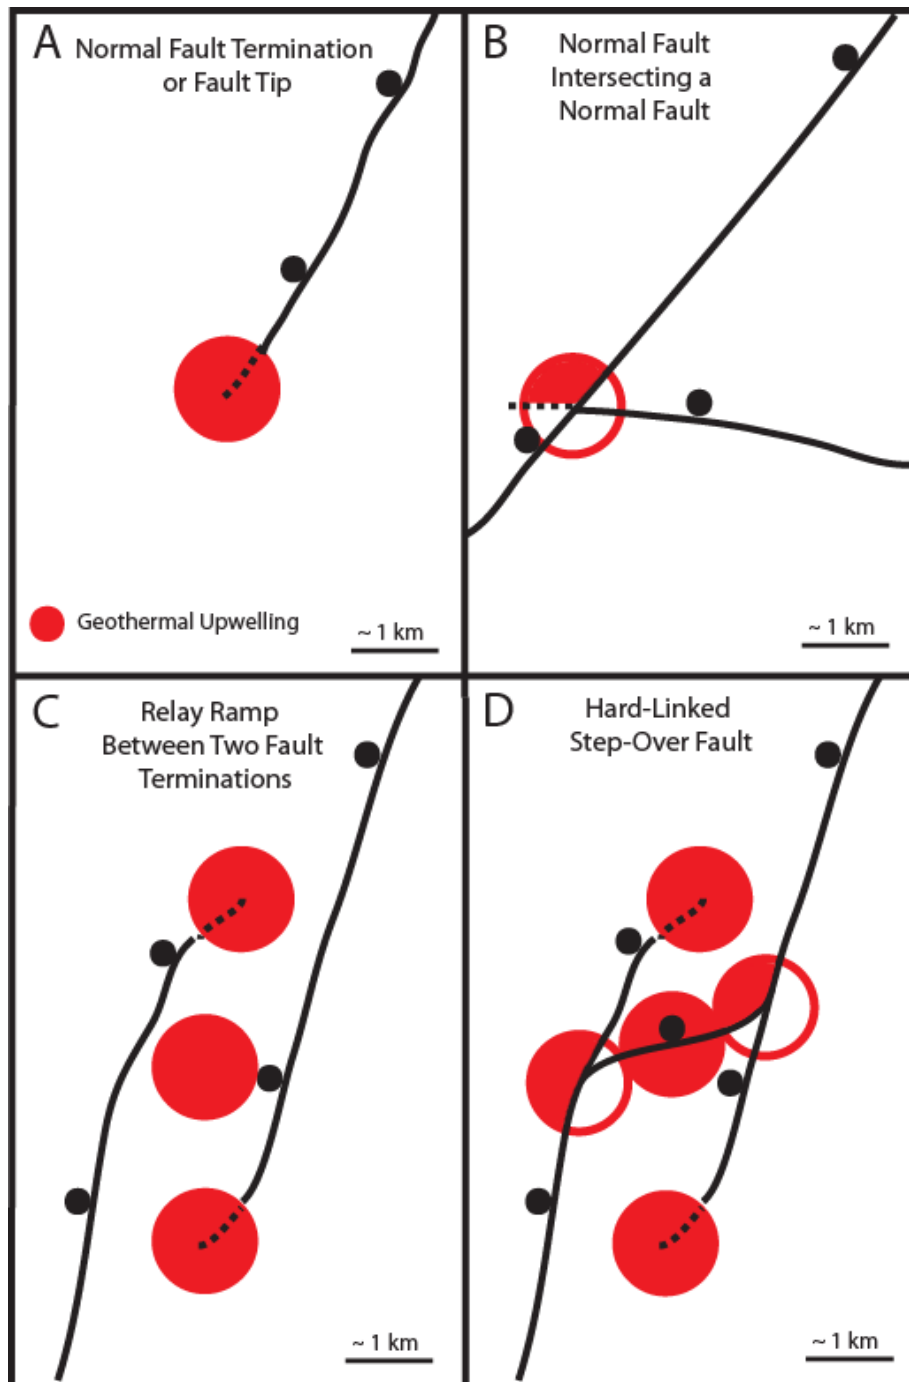 A
Normal Fault Termination
or Fault Tip
Geothermal Upwelling
~ 1 km
B
Normal Fault
Intersecting a
Normal Fault
~ 1 km
C
Relay Ramp
Between Two Fault
Terminations
~ 1 km
D
Hard-Linked
Step-Over Fault
~ 1 km